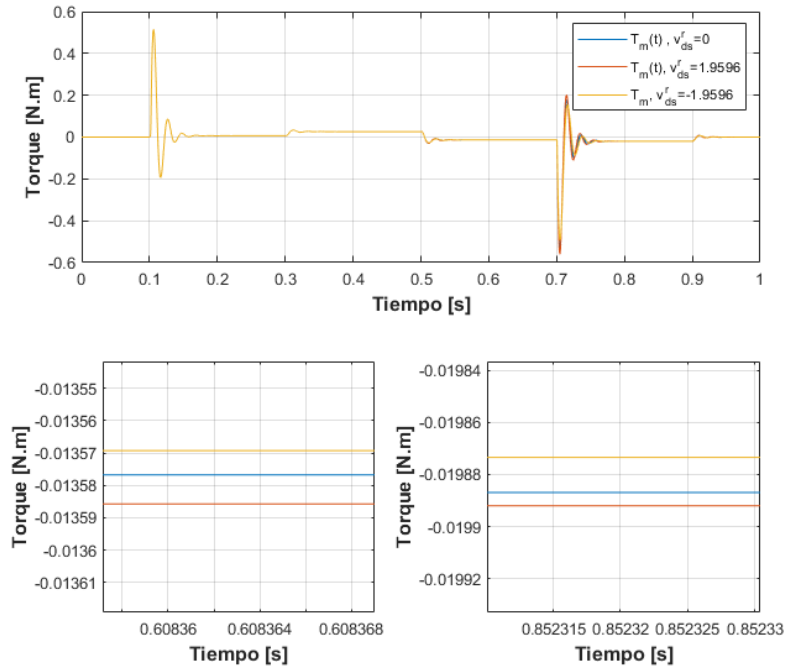 0.6
0.4
0.2
0
-0.2
-0.4
-0.6
Torque [N.m]
T_m(t) , v^r_ds=0
T_m(t), v^r_ds=1.9596
T_m, v^r_ds=-1.9596
0 0.1 0.2 0.3 0.4 0.5 0.6 0.7 0.8 0.9 1
Tiempo [s]
-0.01355
-0.01356
-0.01357
-0.01358
-0.01359
-0.0136
-0.01361
Torque [N.m]
0.60836 0.608364 0.608368
Tiempo [s]
-0.01984
-0.01986
-0.01988
-0.0199
-0.01992
Torque [N.m]
0.852315 0.85232 0.852325 0.85233
Tiempo [s]